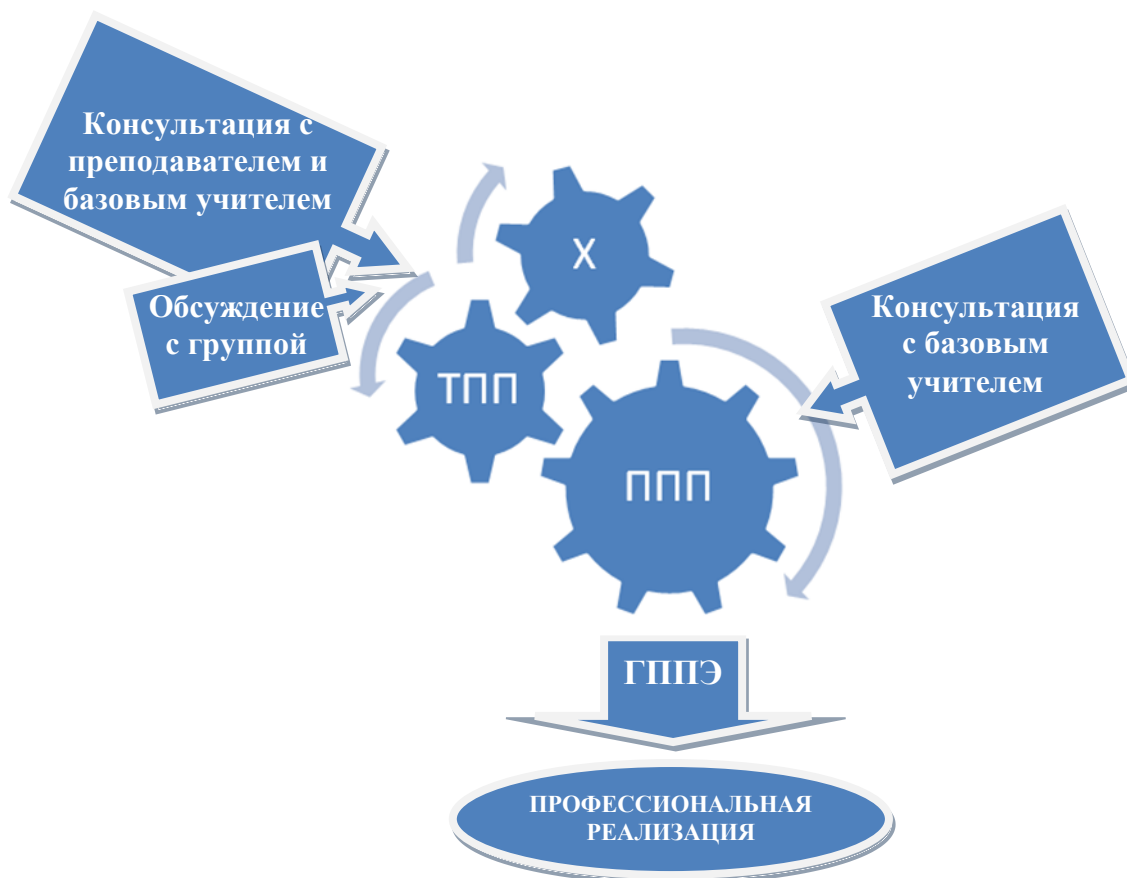 Консультация с
преподавателем и
базовым учителем
Обсуждение
с группой
Х
ТПП
ППП
Консультация
с базовым
учителем
ГППЭ
ПРОФЕССИОНАЛЬНАЯ
РЕАЛИЗАЦИЯ